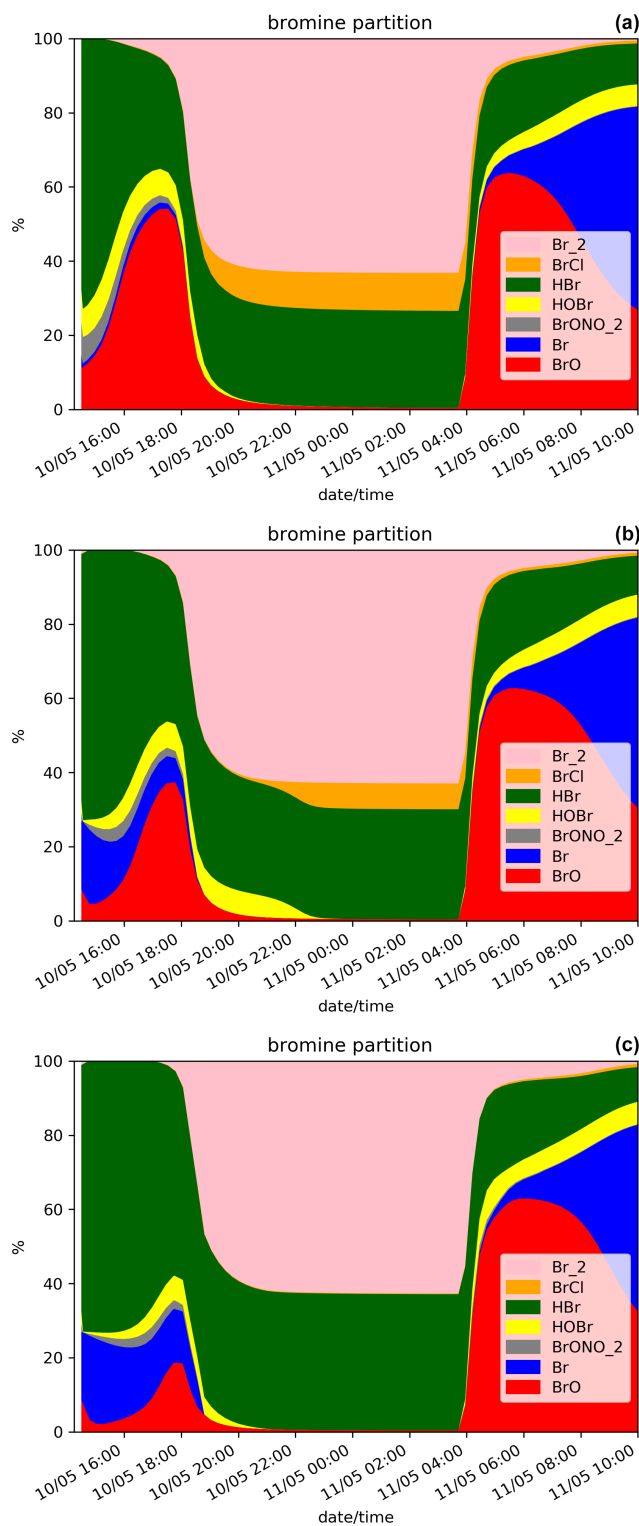 bromine partition (a)
100
80
60
40
20
0
%
Br_2
BrCl
HBr
HOBr
BrONO_2
Br
BrO
10/05 16:00 10/05 18:00 10/05 20:00 10/05 22:00 11/05 00:00 11/05 02:00 11/05 04:00 11/05 06:00 11/05 08:00 11/05 10:00
date/time
bromine partition (b)
100
80
60
40
20
0
%
Br_2
BrCl
HBr
HOBr
BrONO_2
Br
BrO
10/05 16:00 10/05 18:00 10/05 20:00 10/05 22:00 11/05 00:00 11/05 02:00 11/05 04:00 11/05 06:00 11/05 08:00 11/05 10:00
date/time
bromine partition (c)
100
80
60
40
20
0
%
Br_2
BrCl
HBr
HOBr
BrONO_2
Br
BrO
10/05 16:00 10/05 18:00 10/05 20:00 10/05 22:00 11/05 00:00 11/05 02:00 11/05 04:00 11/05 06:00 11/05 08:00 11/05 10:00
date/time